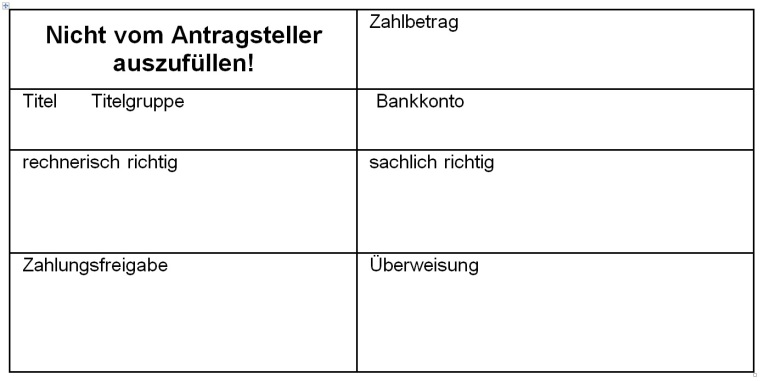 Nicht vom Antragsteller
auszufüllen!
Zahlbetrag
Titel Titelgruppe
Bankkonto
rechnerisch richtig
sachlich richtig
Zahlungsfreigabe
Überweisung